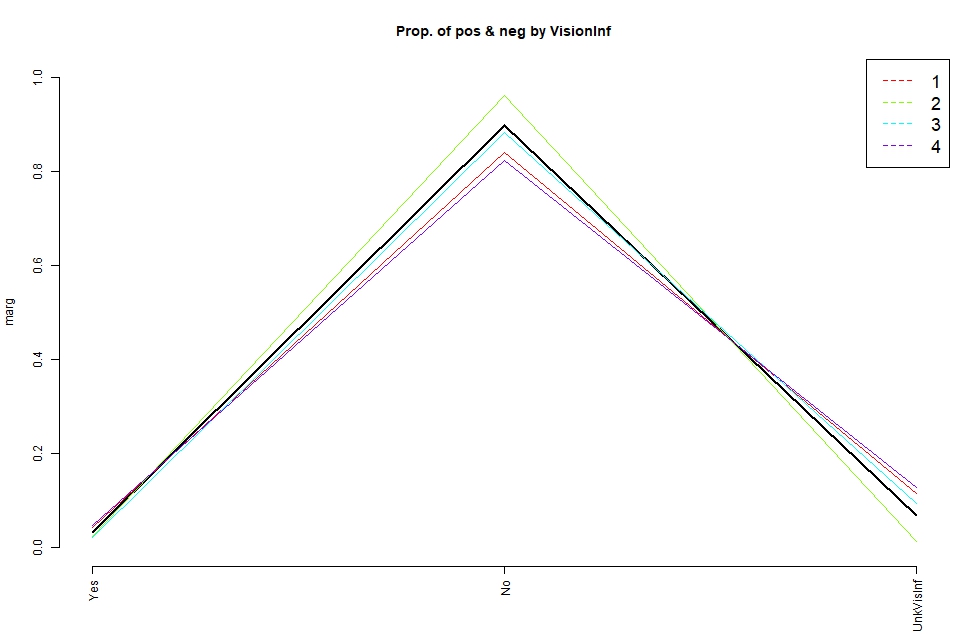 Prop. of pos & neg by VisionInf
1
2
3
4
marg
1.0
0.8
0.6
0.4
0.2
0.0
Yes
No
UnkVisInf